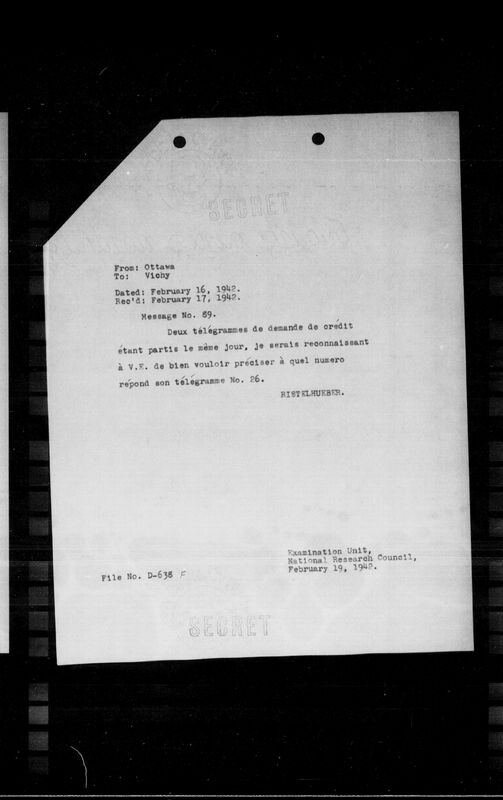 SECRET
From: Ottawa
To: Vichy
Dated: February 16, 1942.
Rec'd: February 17, 1942.
Message No. 89.
Deux télégrammes de demande de crédit
étant partis le même jour, je serais reconnaissant
à V.E. de bien vouloir préciser à quel numero
répond son télégramme No. 26.
RISTELHUEBER.
Examination Unit,
National Research Council,
February 19, 1942.
File No. D-638 F
SECRET